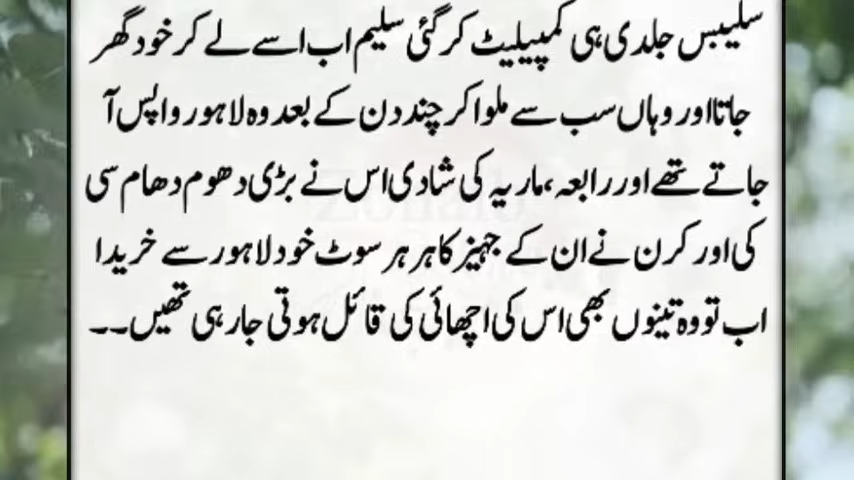 سلیبس جلدی ہی کمپیلیٹ کر گئی سلیم اب اسے لے کر خود گھر
جاتا اور وہاں سب سے ملوا کر چند دن کے بعد وہ لاہور واپس آ
جاتے تھے اور رابعہ، ماریہ کی شادی اس نے بڑی دھوم دھام سی
کی اور کرن نے ان کے جہیز کا ہر ہر سوٹ خود لاہور سے خریدا
اب تو وہ تینوں بھی اس کی اچھائی کی قائل ہوتی جا رہی تھیں۔۔